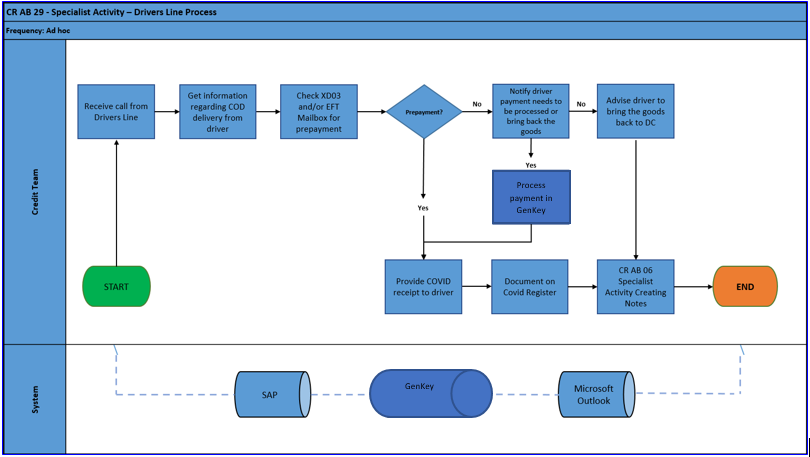 CR AB 29 - Specialist Activity – Drivers Line Process
Frequency: Ad hoc
Credit Team
Receive call from
Drivers Line
Get information
regarding COD
delivery from
driver
Check XD03
and/or EFT
Mailbox for
prepayment
Prepayment?
No
Notify driver
payment needs to
be processed or
bring back the
goods
No
Advise driver to
bring the goods
back to DC
Yes
Yes
Process
payment in
GenKey
START
Provide COVID
receipt to driver
Document on
Covid Register
CR AB 06
Specialist
Activity Creating
Notes
END
System
SAP
GenKey
Microsoft
Outlook